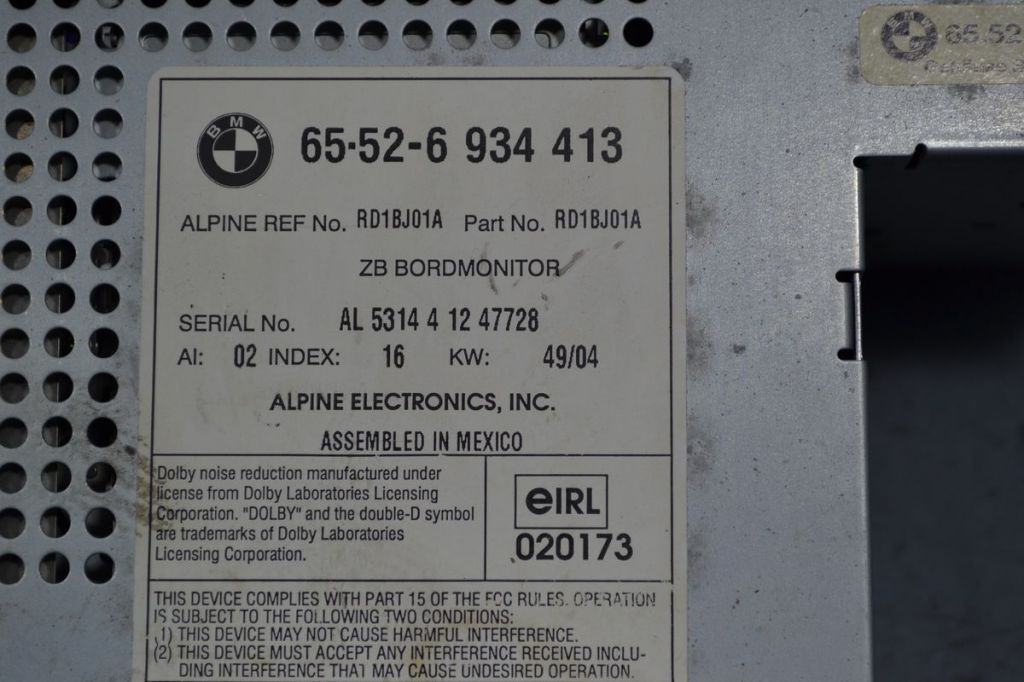 BMW
65·52-6 934 413
ALPINE REF No. RD1BJ01A Part No. RD1BJ01A
ZB BORDMONITOR
SERIAL No. AL 5314 4 12 47728
AI: 02 INDEX: 16 KW: 49/04
ALPINE ELECTRONICS, INC.
ASSEMBLED IN MEXICO
Dolby noise reduction manufactured under
license from Dolby Laboratories Licensing
Corporation. "DOLBY" and the double-D symbol
are trademarks of Dolby Laboratories
Licensing Corporation.
eIRL
020173
THIS DEVICE COMPLIES WITH PART 15 OF THE FCC RULES. OPERATION
IS SUBJECT TO THE FOLLOWING TWO CONDITIONS:
(1) THIS DEVICE MAY NOT CAUSE HARMFUL INTERFERENCE.
(2) THIS DEVICE MUST ACCEPT ANY INTERFERENCE RECEIVED INCLU-
DING INTERFERENCE THAT MAY CAUSE UNDESIRED OPERATION.
BMW
65.52